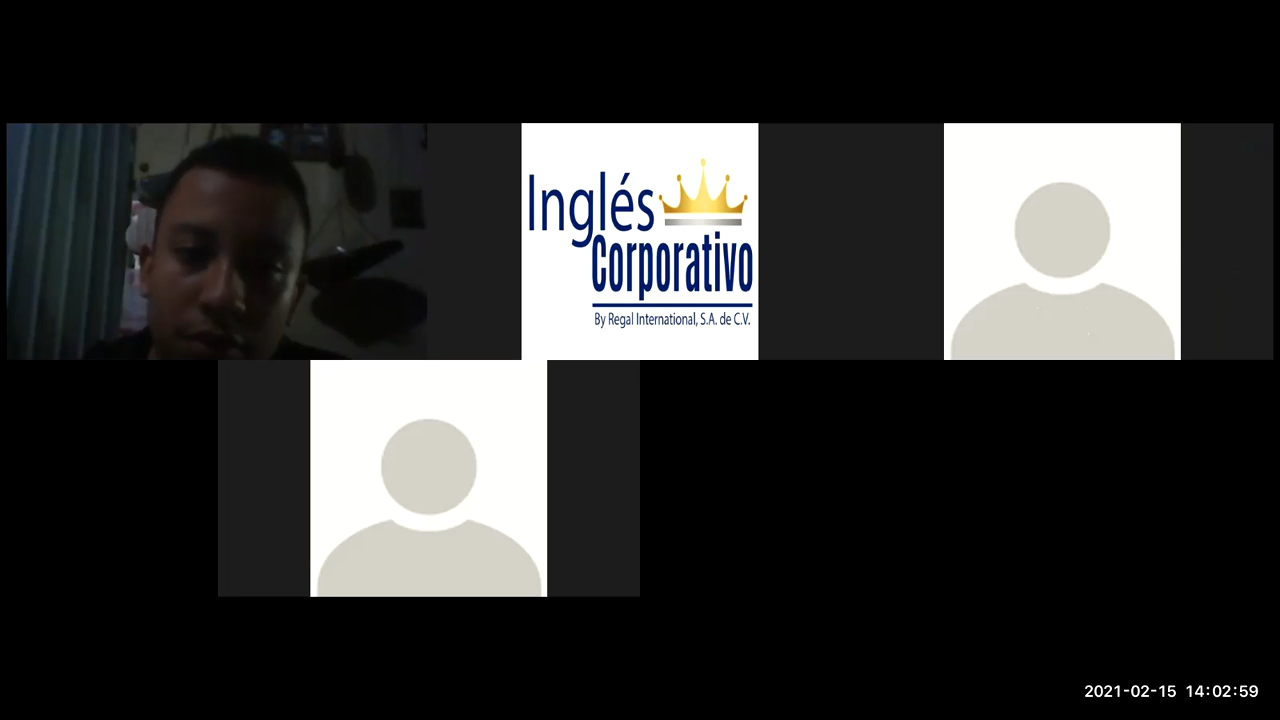 Inglés
Corporativo
By Regal International, S.A. de C.V.
2021-02-15 14:02:59